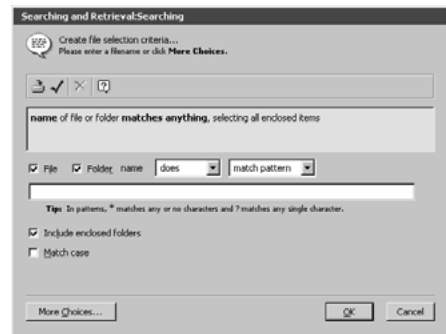 Searching and Retrieval:Searching
Create file selection criteria...
Please enter a filename or click More Choices.
name of file or folder matches anything, selecting all enclosed items
File Folder name does match pattern
Tip: In patterns, * matches any or no characters and ? matches any single character.
Include enclosed folders
Match case
More Choices... OK Cancel